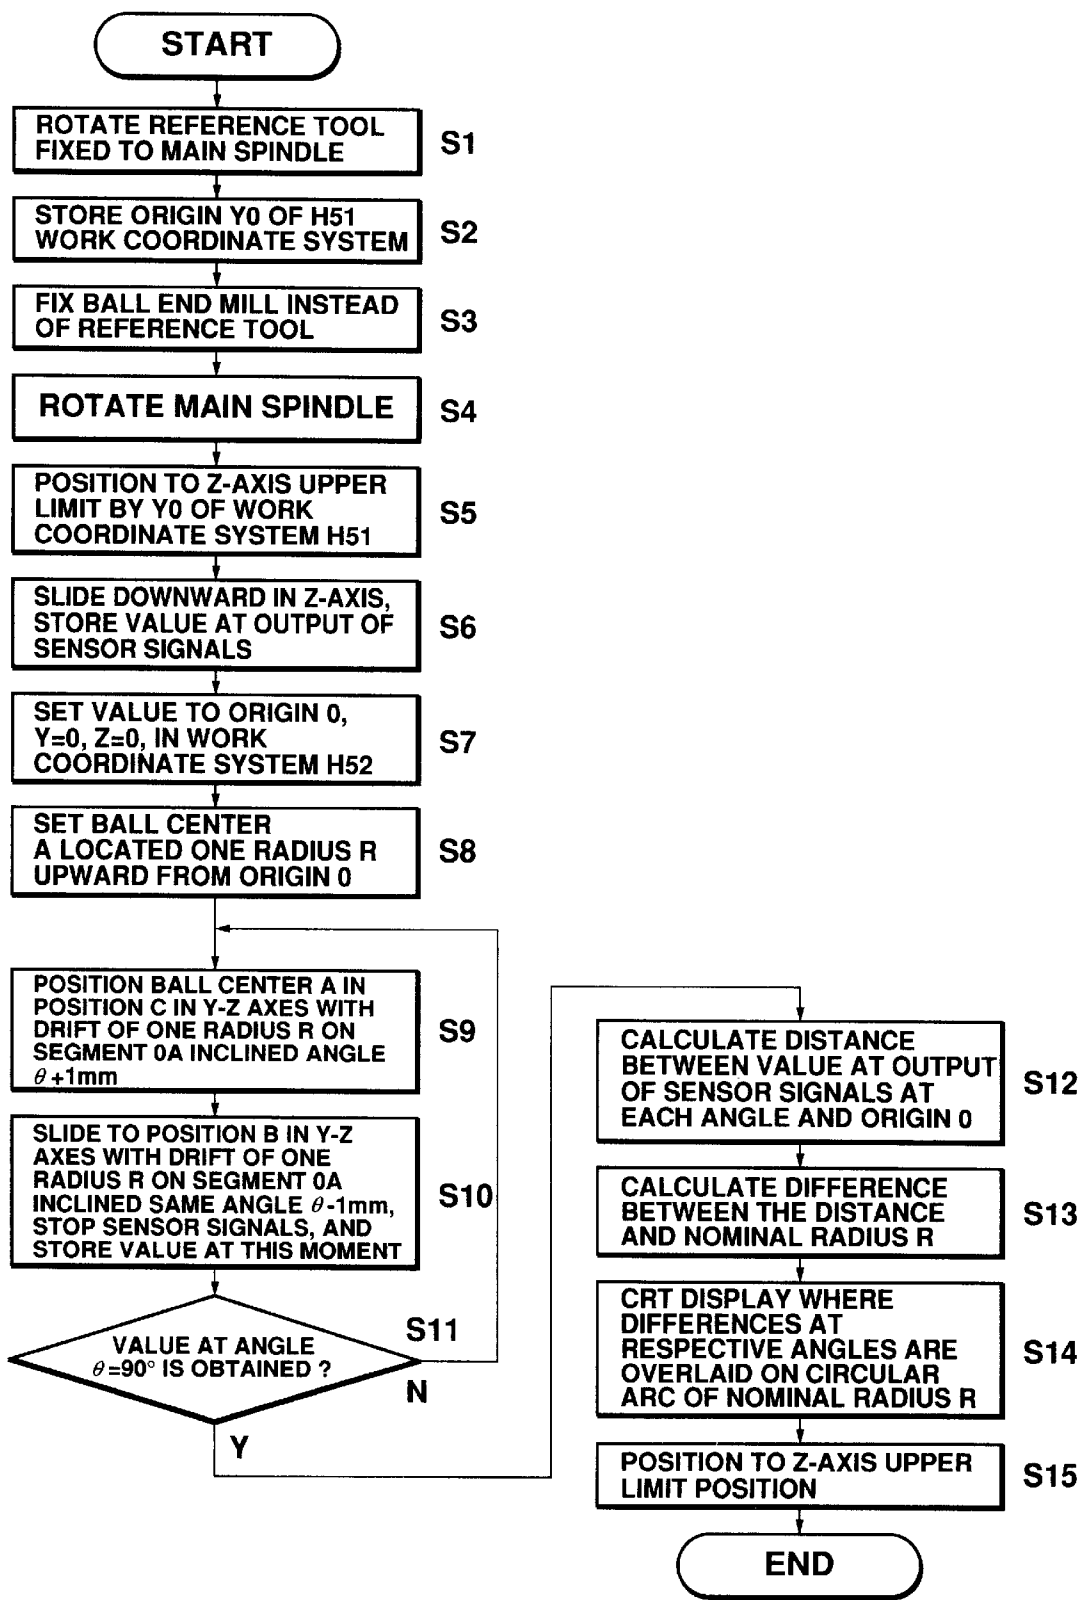 START
ROTATE REFERENCE TOOL
FIXED TO MAIN SPINDLE
S1
STORE ORIGIN Y0 OF H51
WORK COORDINATE SYSTEM
S2
FIX BALL END MILL INSTEAD
OF REFERENCE TOOL
S3
ROTATE MAIN SPINDLE
S4
POSITION TO Z-AXIS UPPER
LIMIT BY Y0 OF WORK
COORDINATE SYSTEM H51
S5
SLIDE DOWNWARD IN Z-AXIS,
STORE VALUE AT OUTPUT OF
SENSOR SIGNALS
S6
SET VALUE TO ORIGIN 0,
Y=0, Z=0, IN WORK
COORDINATE SYSTEM H52
S7
SET BALL CENTER
A LOCATED ONE RADIUS R
UPWARD FROM ORIGIN 0
S8
POSITION BALL CENTER A IN
POSITION C IN Y-Z AXES WITH
DRIFT OF ONE RADIUS R ON
SEGMENT 0A INCLINED ANGLE
θ+1mm
S9
SLIDE TO POSITION B IN Y-Z
AXES WITH DRIFT OF ONE
RADIUS R ON SEGMENT 0A
INCLINED SAME ANGLE θ-1mm,
STOP SENSOR SIGNALS, AND
STORE VALUE AT THIS MOMENT
S10
VALUE AT ANGLE
θ=90° IS OBTAINED ?
S11
N
Y
CALCULATE DISTANCE
BETWEEN VALUE AT OUTPUT
OF SENSOR SIGNALS AT
EACH ANGLE AND ORIGIN 0
S12
CALCULATE DIFFERENCE
BETWEEN THE DISTANCE
AND NOMINAL RADIUS R
S13
CRT DISPLAY WHERE
DIFFERENCES AT
RESPECTIVE ANGLES ARE
OVERLAID ON CIRCULAR
ARC OF NOMINAL RADIUS R
S14
POSITION TO Z-AXIS UPPER
LIMIT POSITION
S15
END